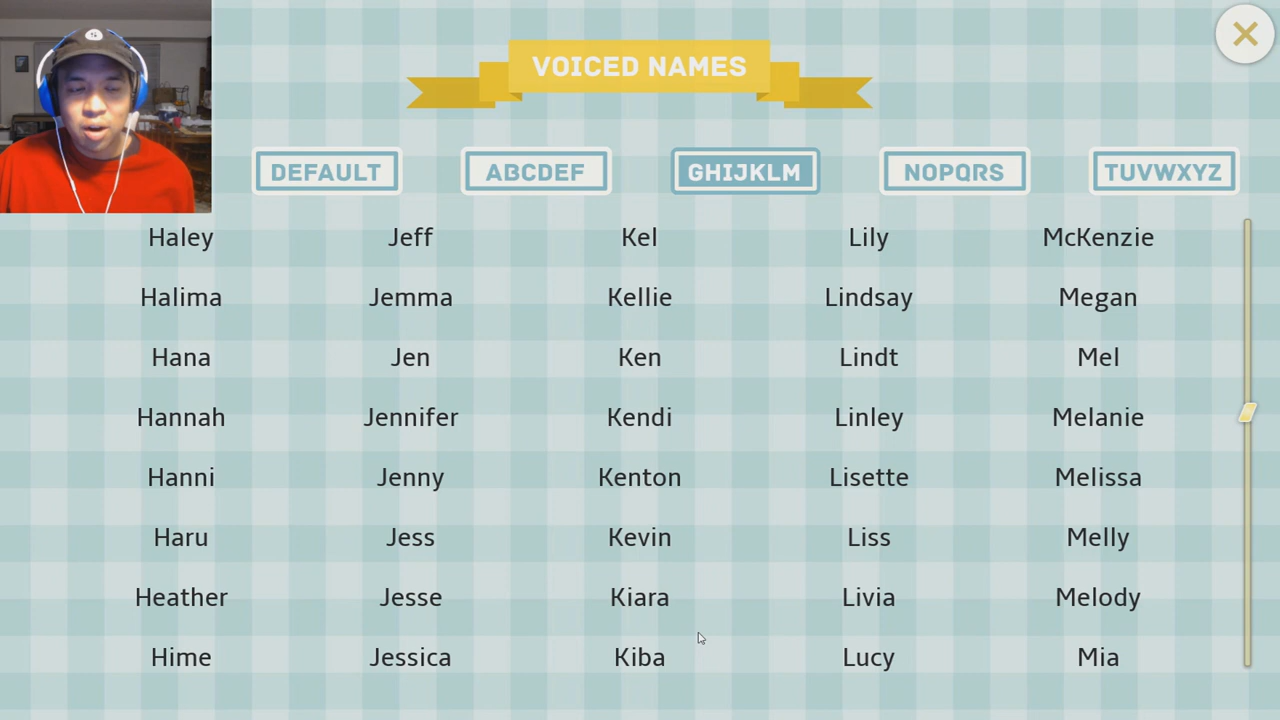 VOICED NAMES
DEFAULT ABCDEF GHIJKLM NOPQRS TUVWXYZ
Haley Jeff Kel Lily McKenzie
Halima Jemma Kellie Lindsay Megan
Hana Jen Ken Lindt Mel
Hannah Jennifer Kendi Linley Melanie
Hanni Jenny Kenton Lisette Melissa
Haru Jess Kevin Liss Melly
Heather Jesse Kiara Livia Melody
Hime Jessica Kiba Lucy Mia